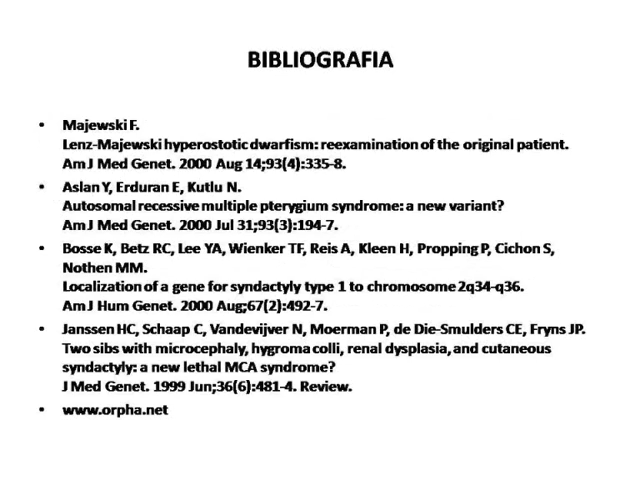 BIBLIOGRAFIA
• Majewski F.
Lenz-Majewski hyperostotic dwarfism: reexamination of the original patient.
Am J Med Genet. 2000 Aug 14;93(4):335-8.
• Aslan Y, Erduran E, Kutlu N.
Autosomal recessive multiple pterygium syndrome: a new variant?
Am J Med Genet. 2000 Jul 31;93(3):194-7.
• Bosse K, Betz RC, Lee YA, Wienker TF, Reis A, Kleen H, Propping P, Cichon S,
Nothen MM.
Localization of a gene for syndactyly type 1 to chromosome 2q34-q36.
Am J Hum Genet. 2000 Aug;67(2):492-7.
• Janssen HC, Schaap C, Vandevijver N, Moerman P, de Die-Smulders CE, Fryns JP.
Two sibs with microcephaly, hygroma colli, renal dysplasia, and cutaneous
syndactyly: a new lethal MCA syndrome?
J Med Genet. 1999 Jun;36(6):481-4. Review.
• www.orpha.net